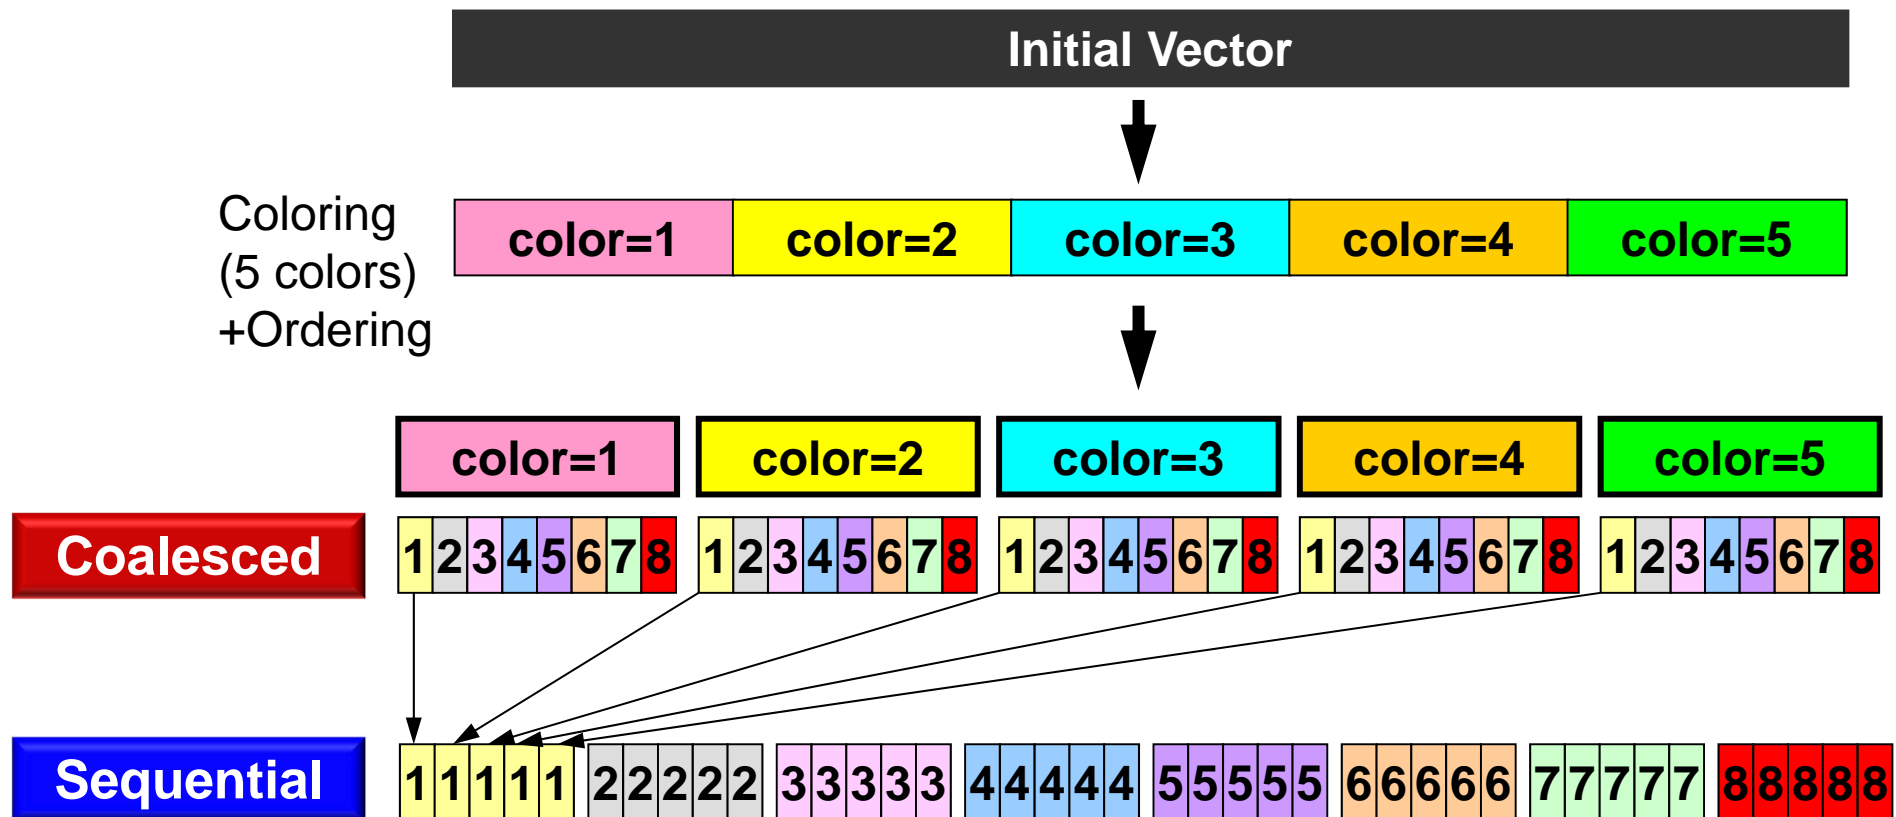 Initial Vector
Coloring
(5 colors)
+Ordering
color=1 color=2 color=3 color=4 color=5
color=1 color=2 color=3 color=4 color=5
Coalesced 1 2 3 4 5 6 7 8 1 2 3 4 5 6 7 8 1 2 3 4 5 6 7 8 1 2 3 4 5 6 7 8 1 2 3 4 5 6 7 8
Sequential 1 1 1 1 1 2 2 2 2 2 3 3 3 3 3 4 4 4 4 4 5 5 5 5 5 6 6 6 6 6 7 7 7 7 7 8 8 8 8 8